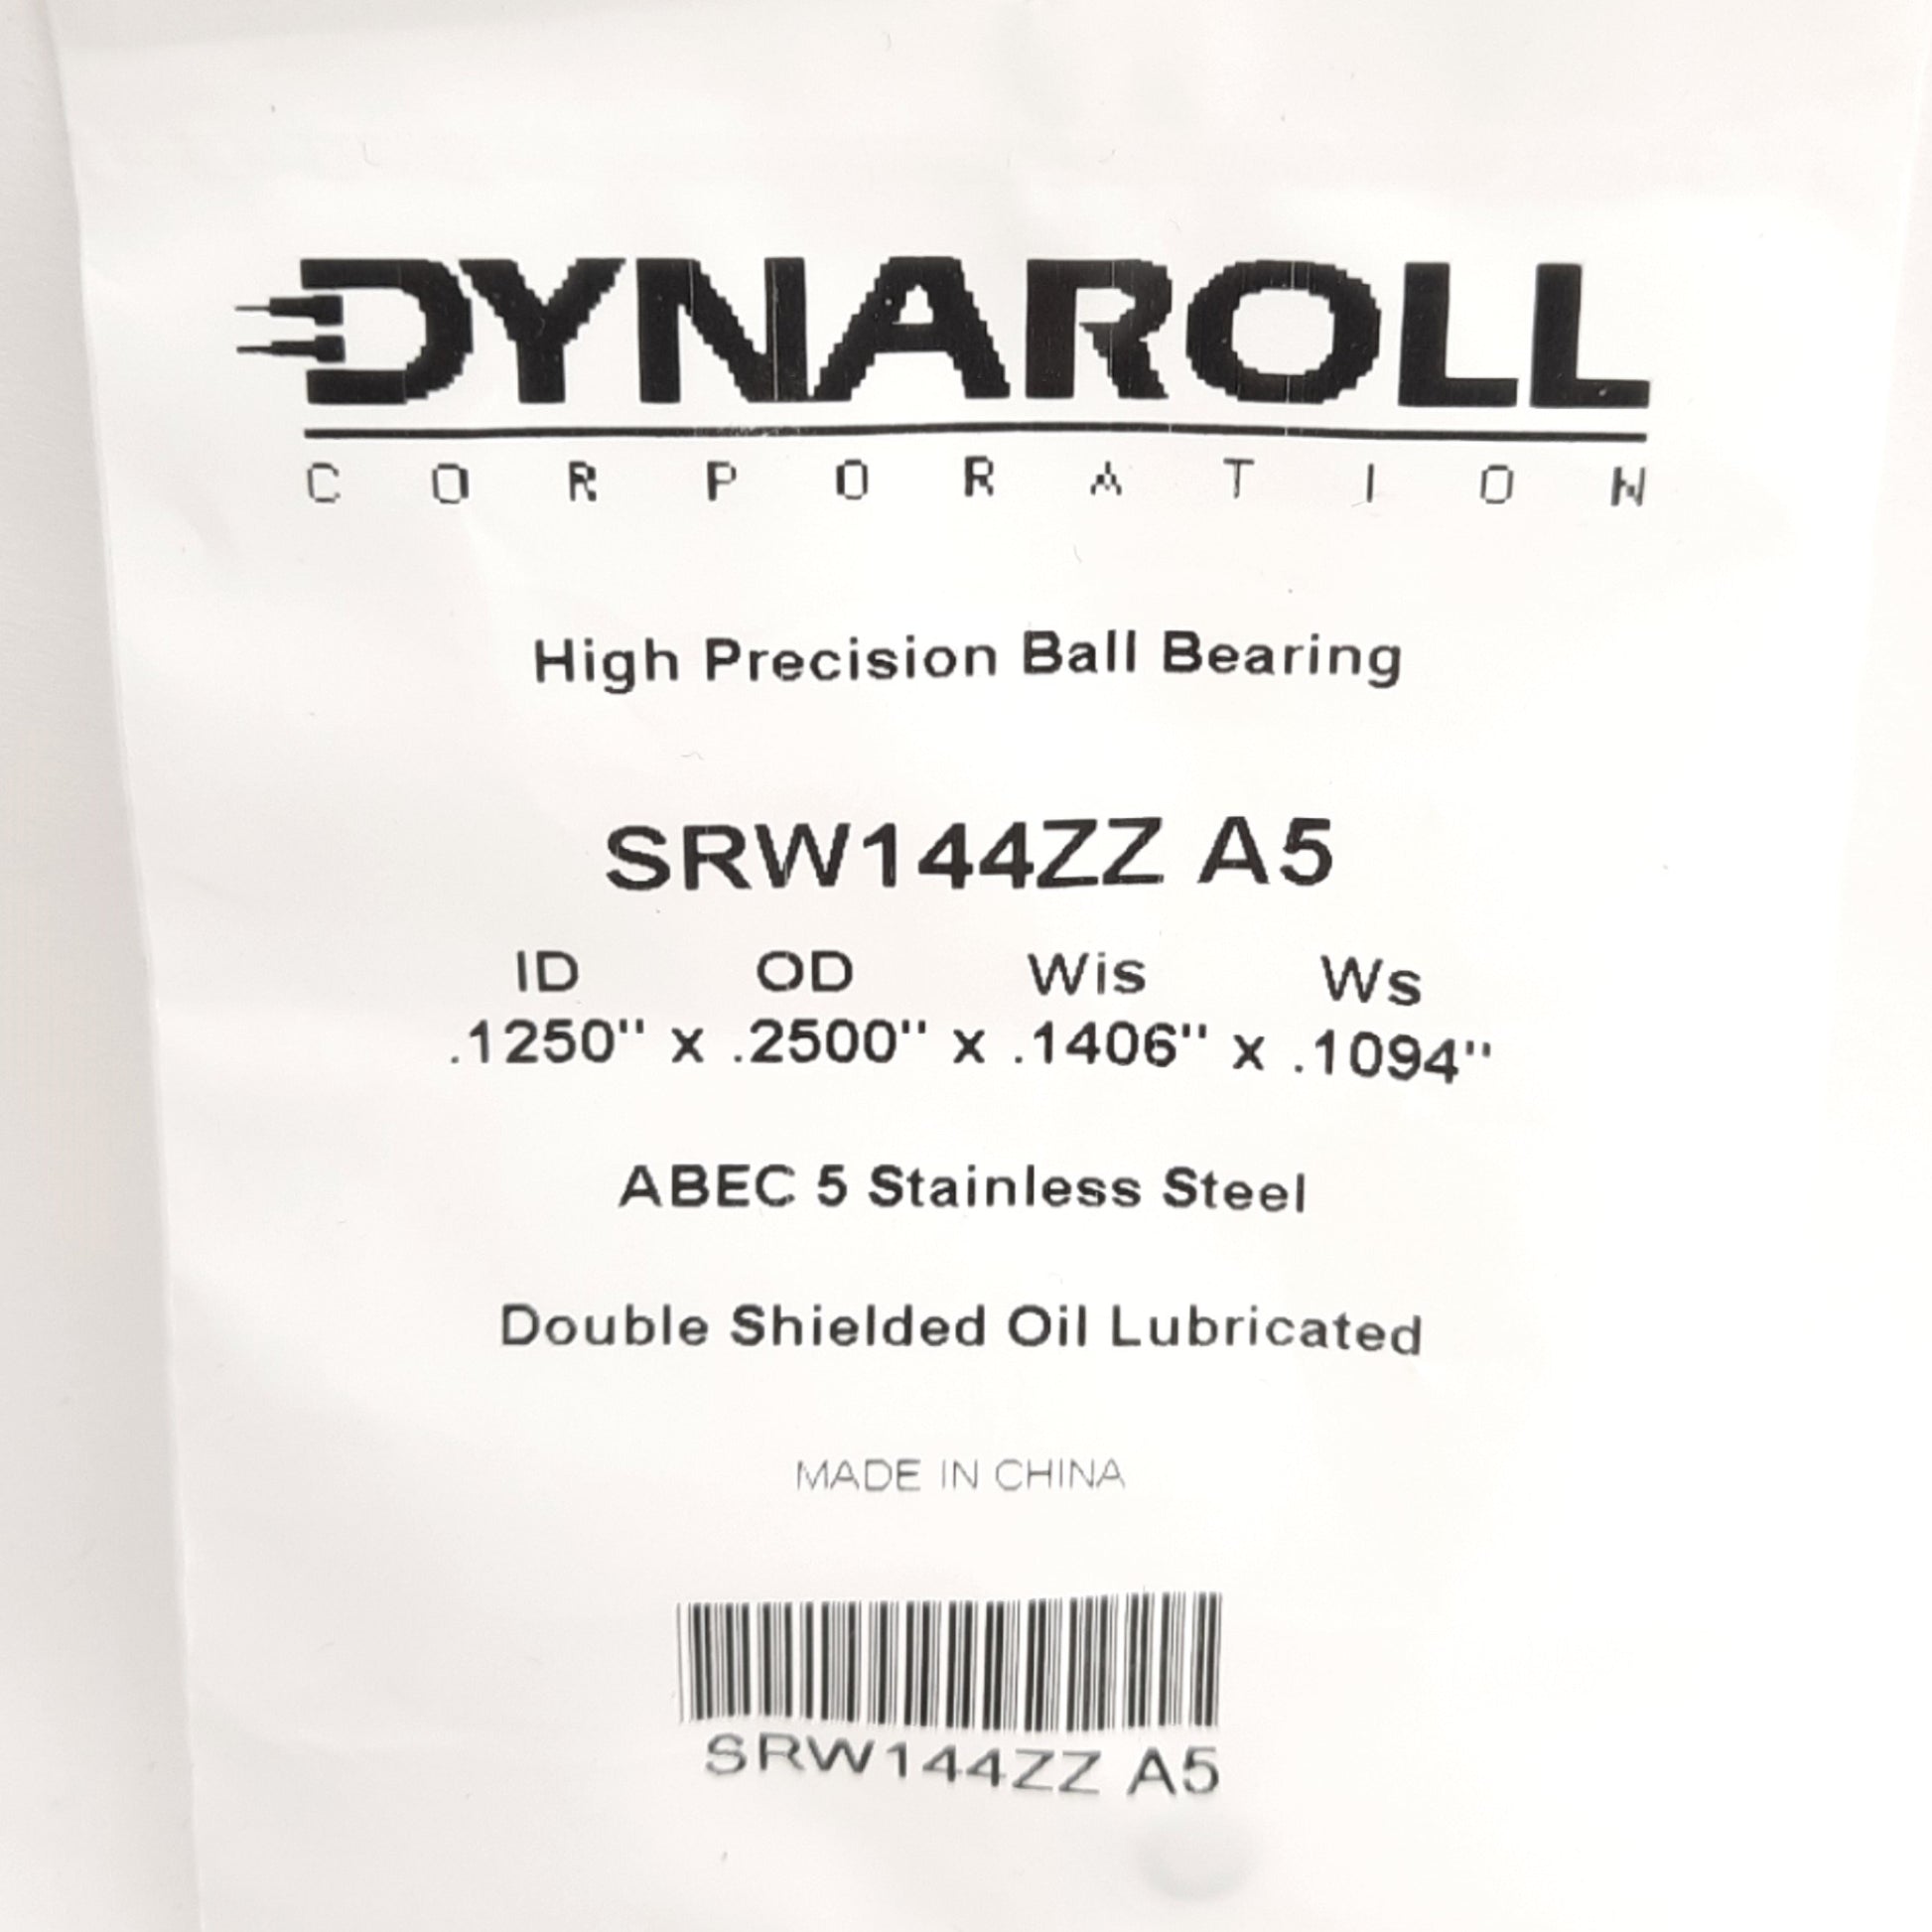 DYNAROLL
CORPORATION
High Precision Ball Bearing
SRW144ZZ A5
ID OD Wis Ws
.1250" x .2500" x .1406" x .1094"
ABEC 5 Stainless Steel
Double Shielded Oil Lubricated
MADE IN CHINA
SRW144ZZ A5